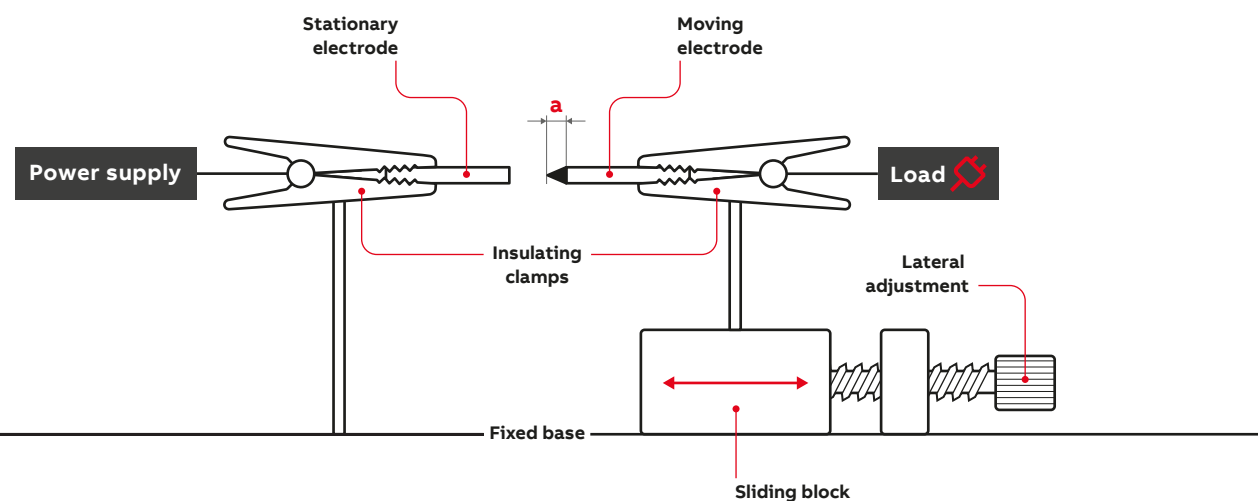 Stationary
electrode
Moving
electrode
a
Power supply
Load
Insulating
clamps
Lateral
adjustment
Fixed base
Sliding block